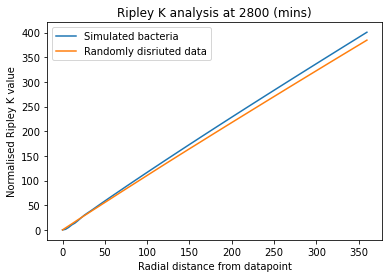 Ripley K analysis at 2800 (mins)
Simulated bacteria
Randomly disriuted data
Normalised Ripley K value
400
350
300
250
200
150
100
50
0
0 50 100 150 200 250 300 350
Radial distance from datapoint